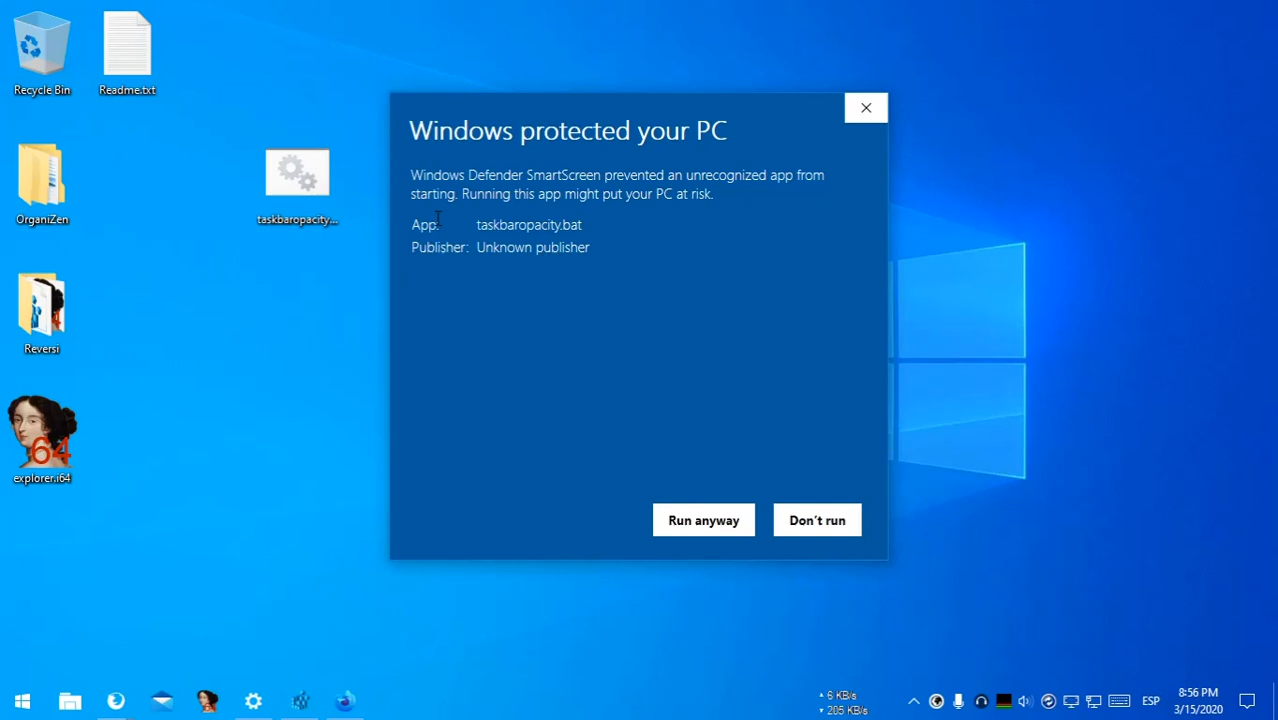 Recycle Bin
Readme.txt
OrganiZen
taskbaropacity...
Reversi
64
explorer.i64
Windows protected your PC
Windows Defender SmartScreen prevented an unrecognized app from
starting. Running this app might put your PC at risk.
App: taskbaropacity.bat
Publisher: Unknown publisher
Run anyway
Don't run
6 KB/s
205 KB/s
ESP
8:56 PM
3/15/2020